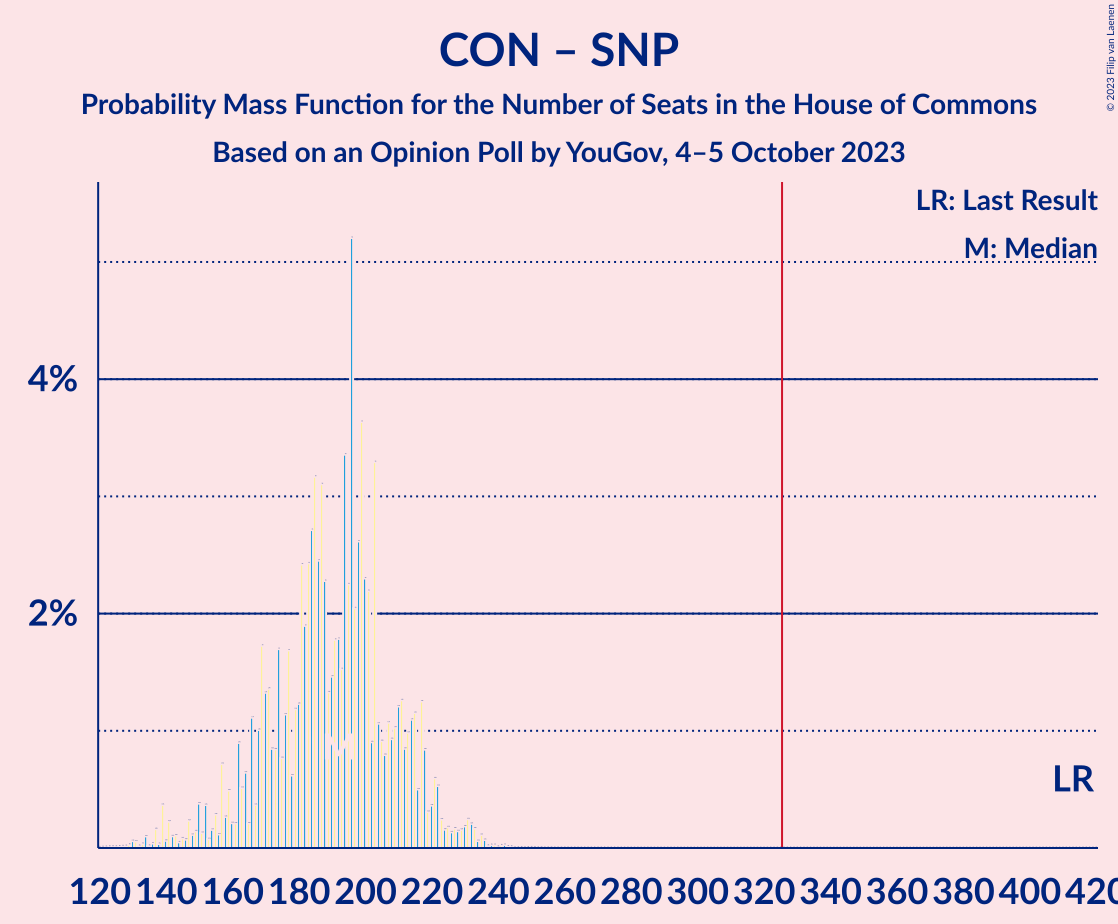 CON – SNP
Probability Mass Function for the Number of Seats in the House of Commons
Based on an Opinion Poll by YouGov, 4–5 October 2023
© 2023 Filip van Laenen
LR: Last Result
M: Median
4%
2%
LR
120 140 160 180 200 220 240 260 280 300 320 340 360 380 400 420